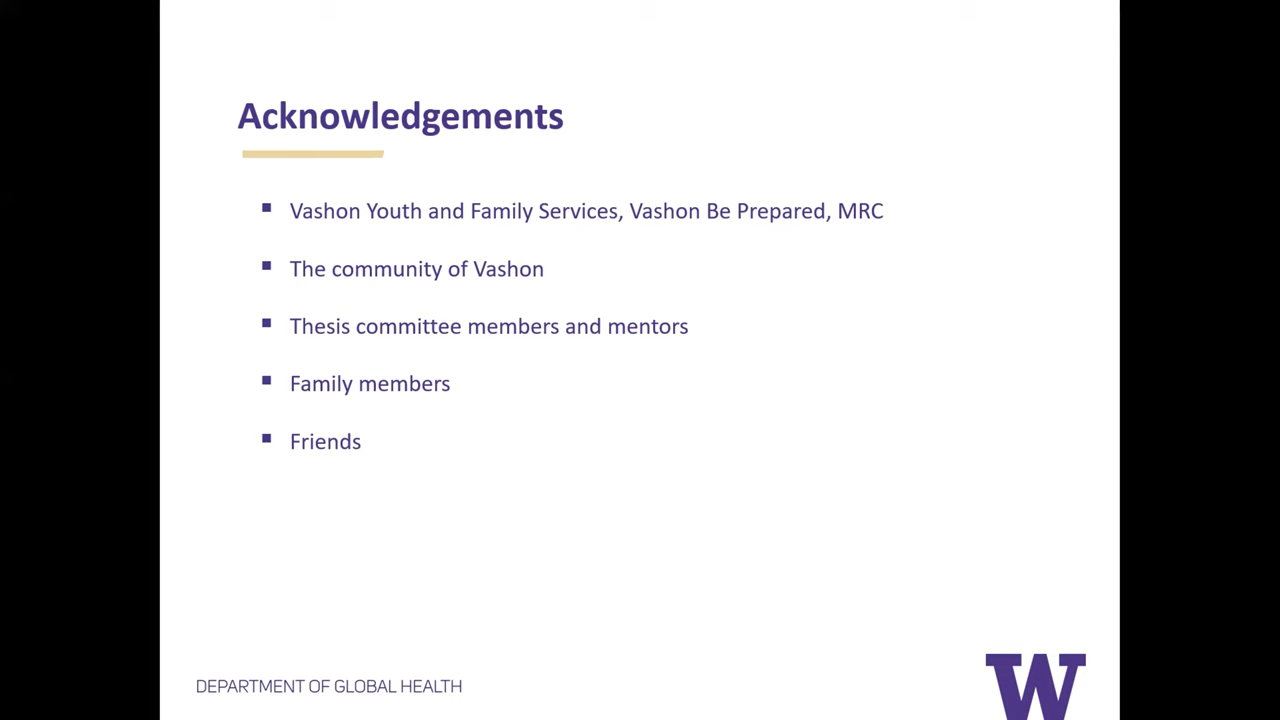 Acknowledgements
▪ Vashon Youth and Family Services, Vashon Be Prepared, MRC
▪ The community of Vashon
▪ Thesis committee members and mentors
▪ Family members
▪ Friends
DEPARTMENT OF GLOBAL HEALTH
W